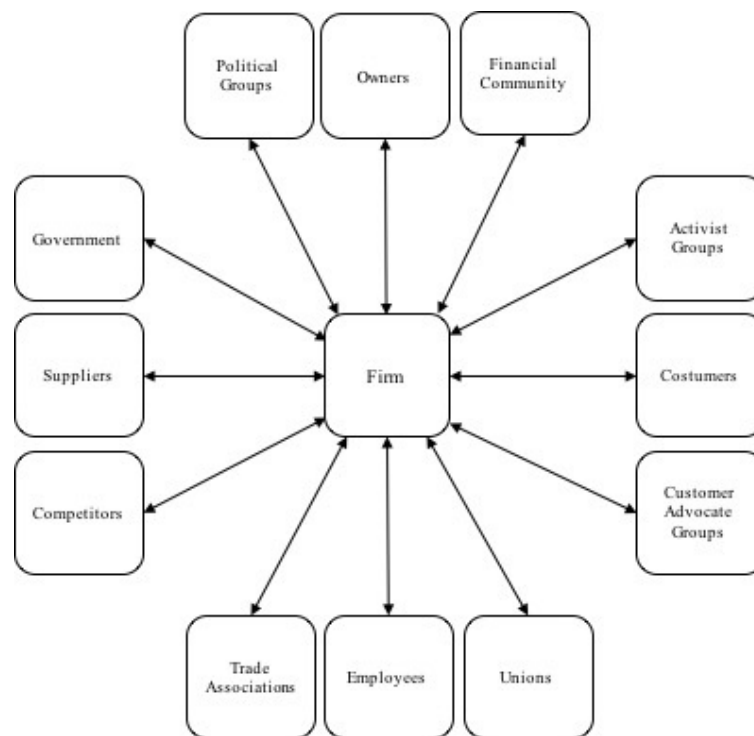 Political
Groups
Owners
Financial
Community
Government
Activist
Groups
Suppliers
Firm
Costumers
Competitors
Customer
Advocate
Groups
Trade
Associations
Employees
Unions